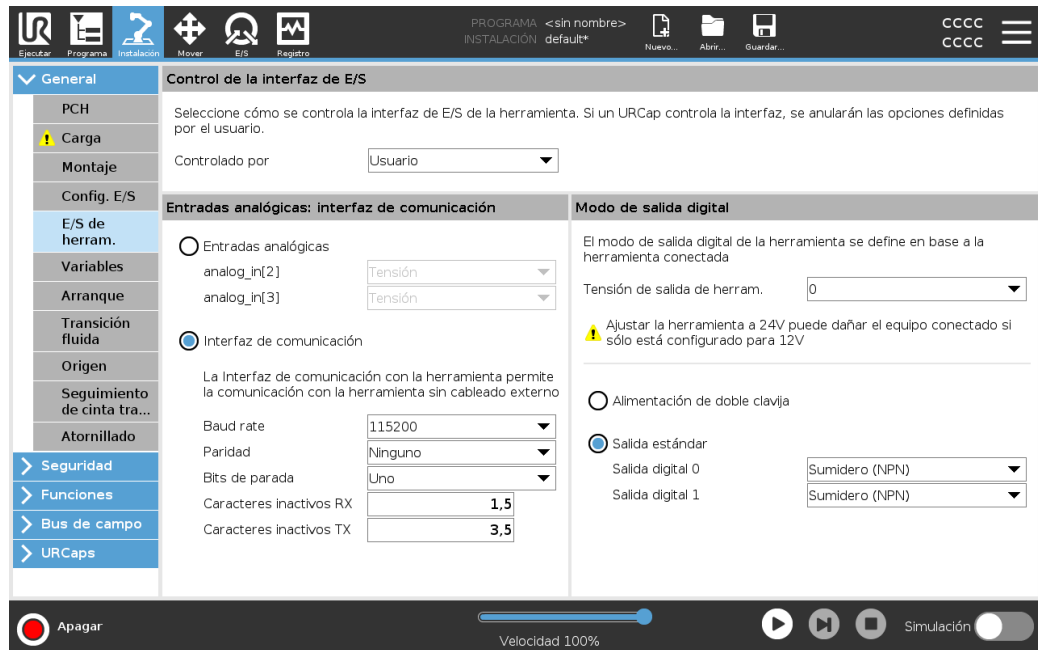 PROGRAMA <sin nombre>
INSTALACIÓN default*
CCCC
CCCC
Ejecutar Programa Instalación Mover E/S Registro Nuevo... Abrir... Guardar...
General
PCH
Carga
Montaje
Config. E/S
E/S de
herram.
Variables
Arranque
Transición
fluida
Origen
Seguimiento
de cinta tra...
Atornillado
Seguridad
Funciones
Bus de campo
URCaps
Control de la interfaz de E/S
Seleccione cómo se controla la interfaz de E/S de la herramienta. Si un URCap controla la interfaz, se anularán las opciones definidas
por el usuario.
Controlado por Usuario
Entradas analógicas: interfaz de comunicación
Entradas analógicas
analog_in[2] Tensión
analog_in[3] Tensión
Interfaz de comunicación
La Interfaz de comunicación con la herramienta permite
la comunicación con la herramienta sin cableado externo
Baud rate 115200
Paridad Ninguno
Bits de parada Uno
Caracteres inactivos RX 1,5
Caracteres inactivos TX 3,5
Modo de salida digital
El modo de salida digital de la herramienta se define en base a la
herramienta conectada
Tensión de salida de herram. 0
Ajustar la herramienta a 24V puede dañar el equipo conectado si
sólo está configurado para 12V
Alimentación de doble clavija
Salida estándar
Salida digital 0 Sumidero (NPN)
Salida digital 1 Sumidero (NPN)
Apagar
Velocidad 100%
Simulación